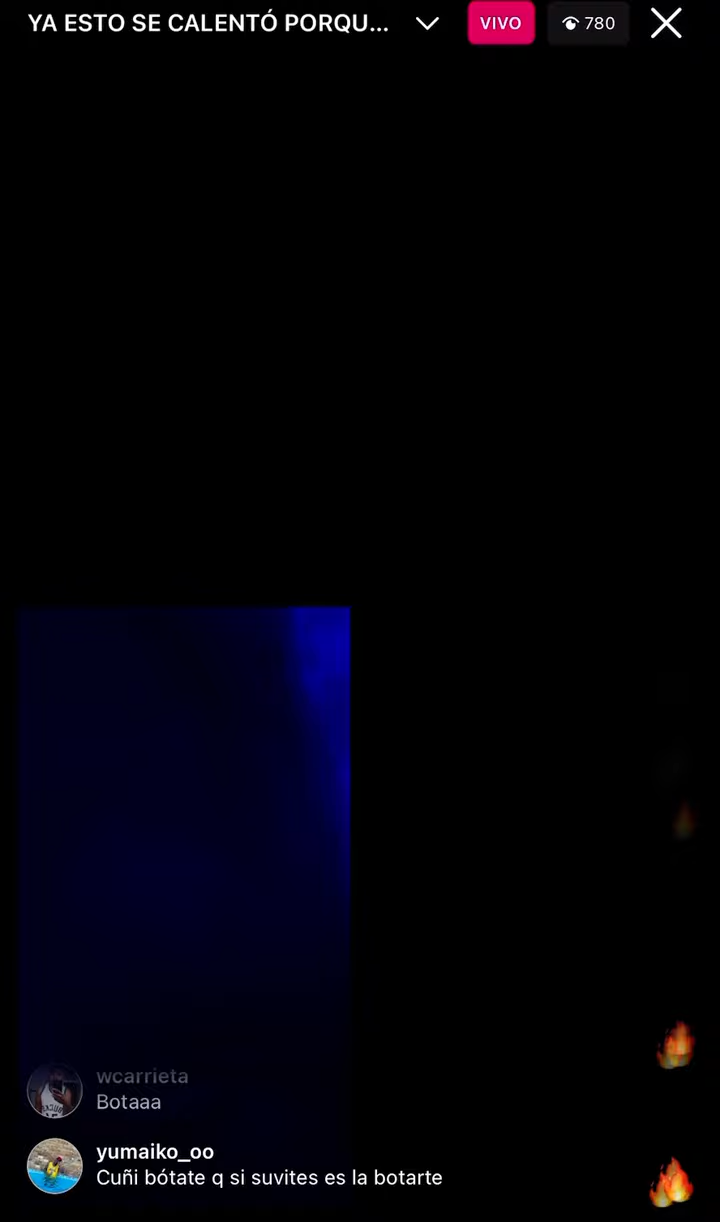 YA ESTO SE CALENTÓ PORQU...
VIVO
780
wcarrieta
Botaaa
yumaiko_oo
Cuñi bótate q si suvites es la botarte